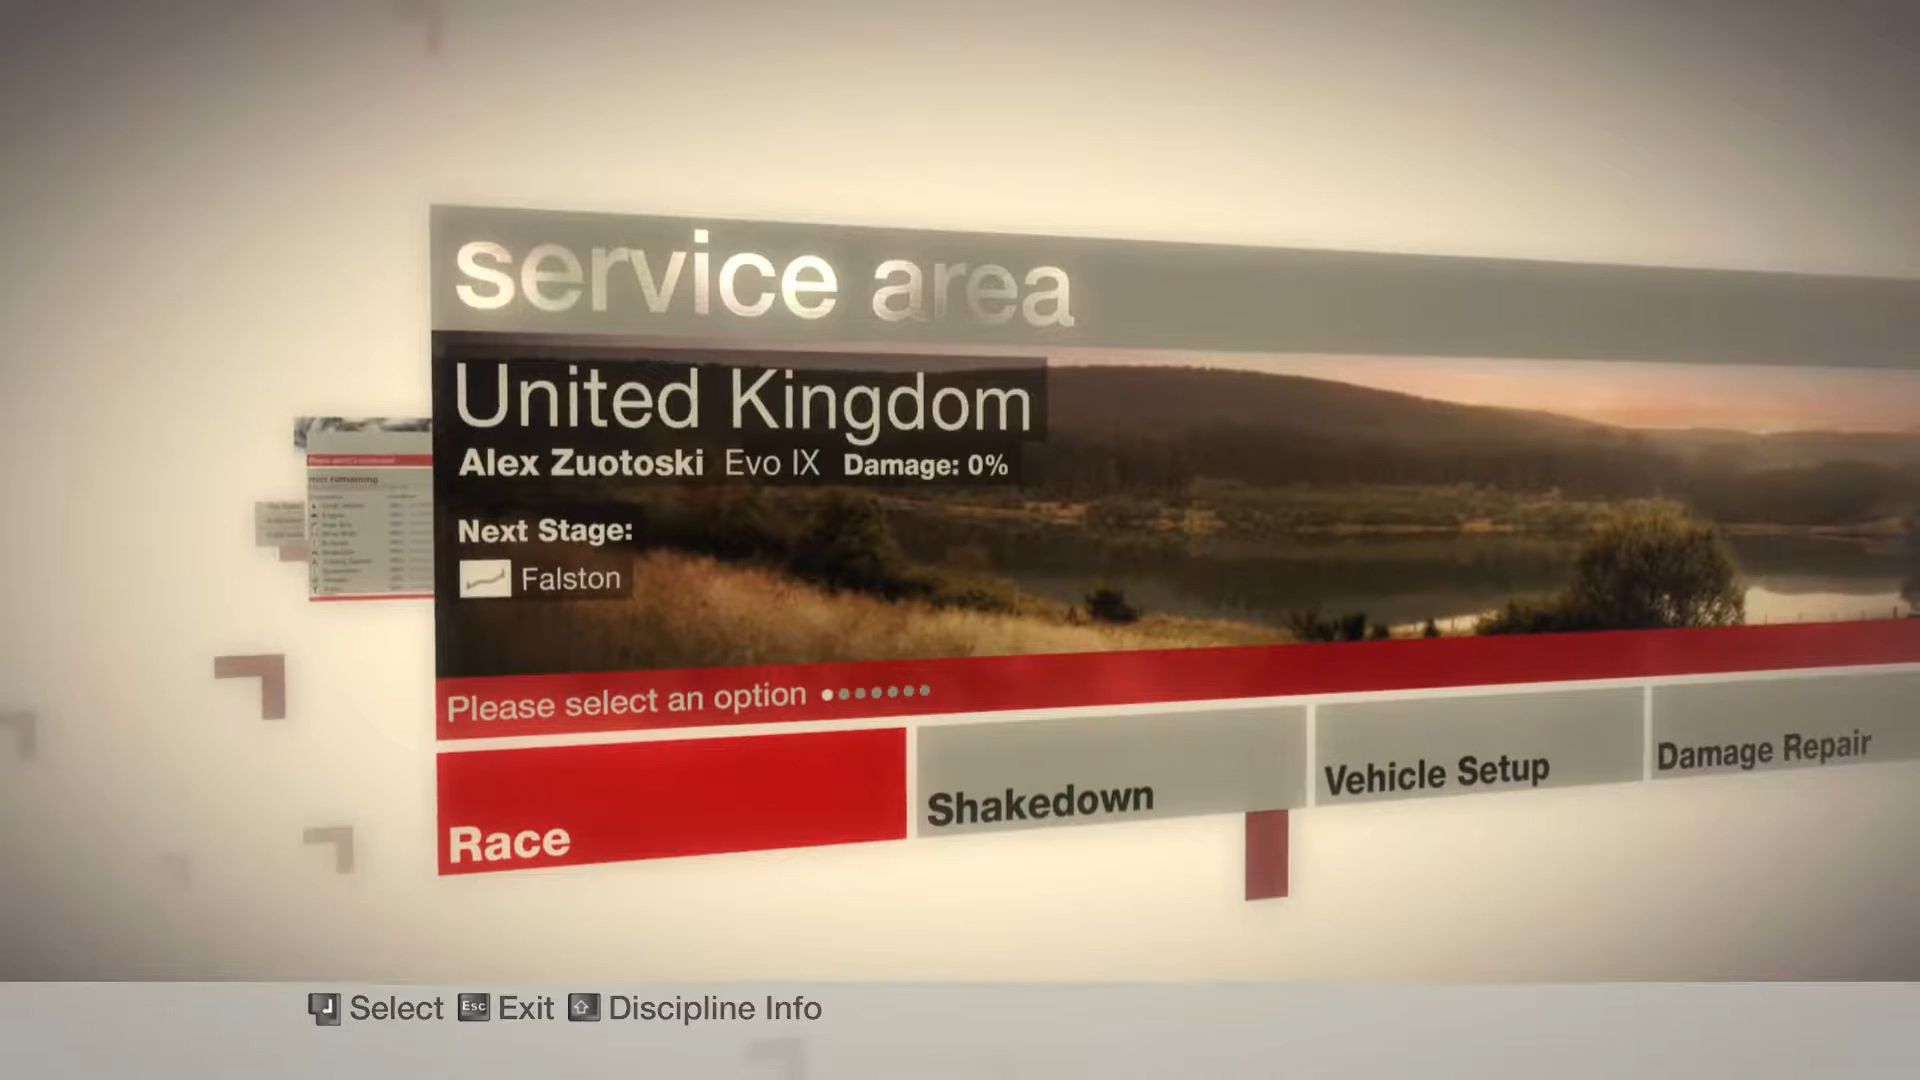 service area
United Kingdom
Alex Zuotoski Evo IX Damage: 0%
Next Stage:
Falston
Please select an option
Race
Shakedown
Vehicle Setup
Damage Repair
Select Esc Exit Discipline Info